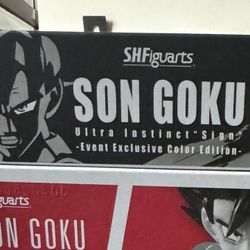 SHFiguarts
SON GOKU
Ultra Instinct "Sign"
-Event Exclusive Color Edition-
guarts
ON GOKU